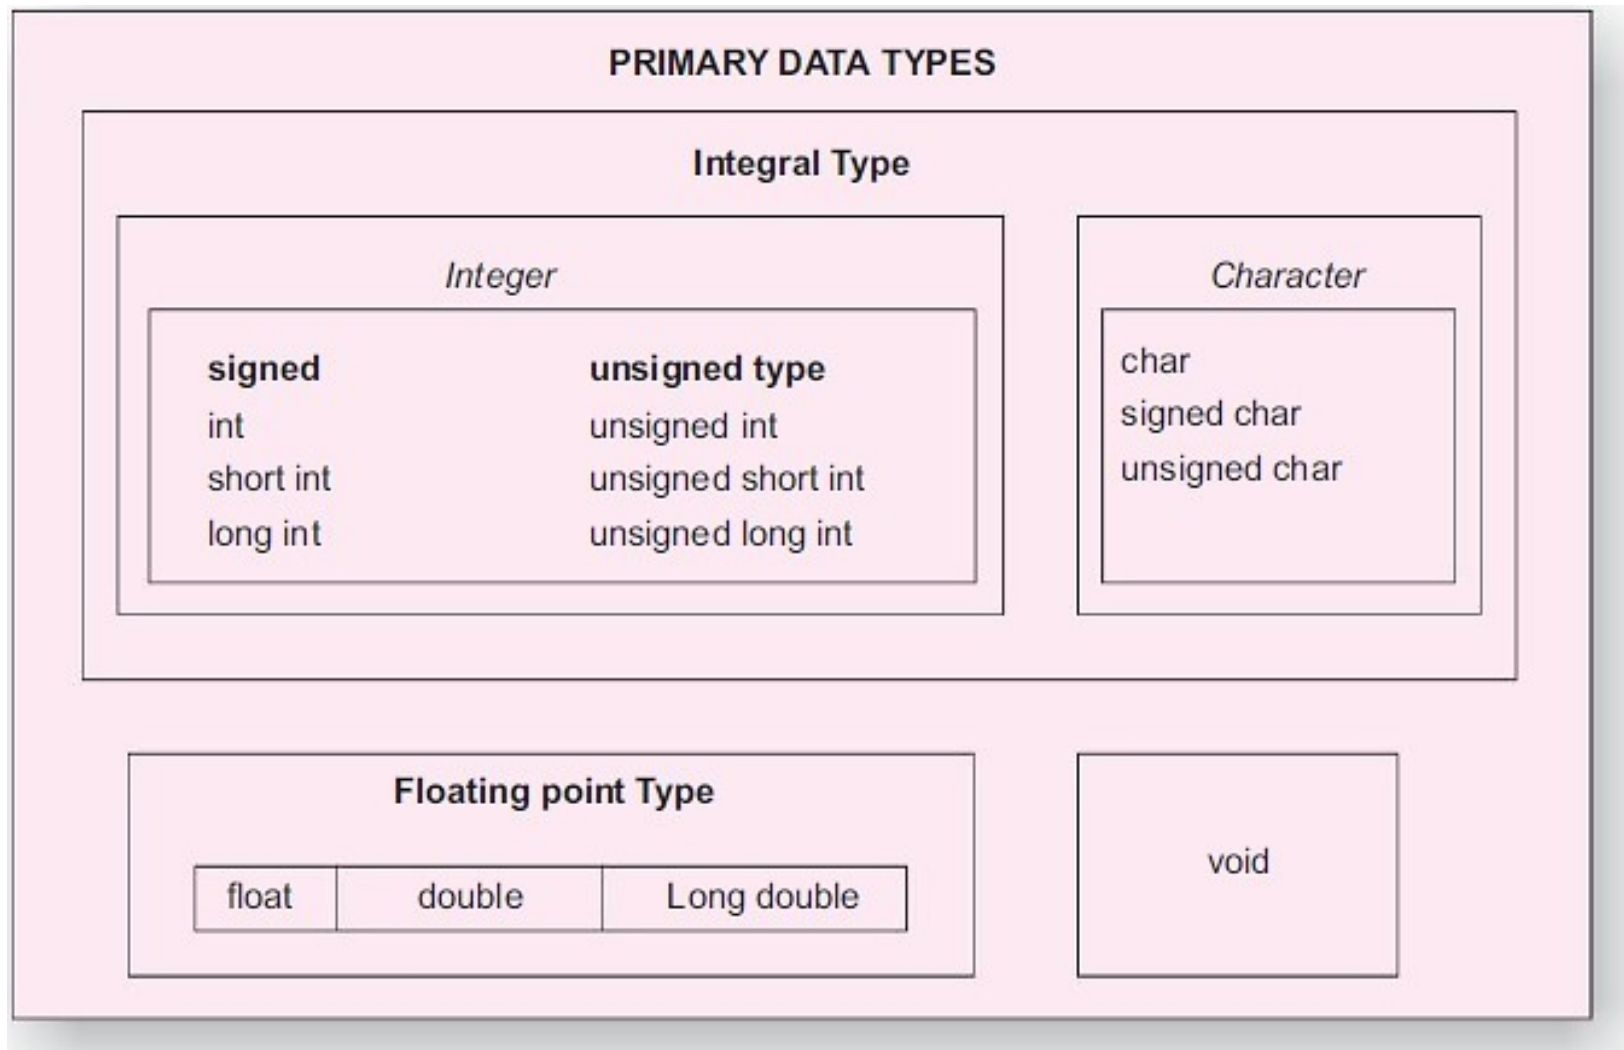 PRIMARY DATA TYPES
Integral Type
Integer
signed unsigned type
int unsigned int
short int unsigned short int
long int unsigned long int
Character
char
signed char
unsigned char
Floating point Type
float double Long double
void